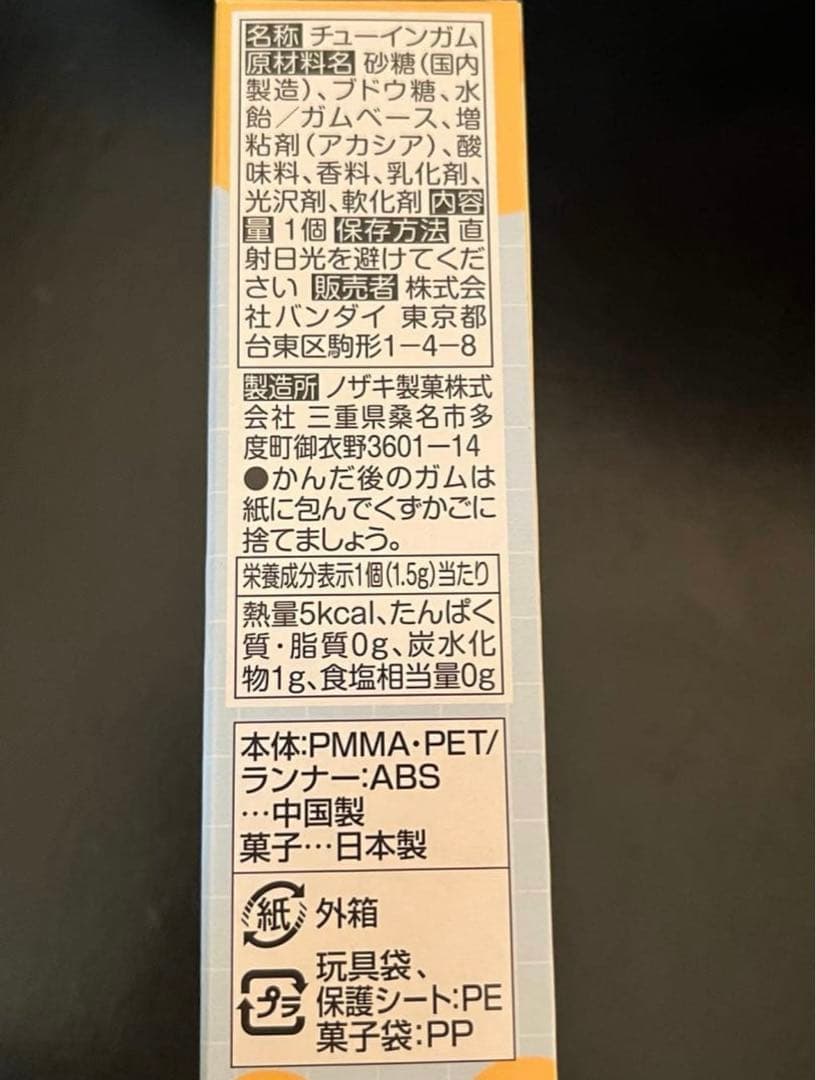 名称 チューインガム
原材料名 砂糖(国内
製造)、ブドウ糖、水
飴/ガムベース、増
粘剤(アカシア)、酸
味料、香料、乳化剤、
光沢剤、軟化剤 内容
量 1個 保存方法 直
射日光を避けてくだ
さい 販売者 株式会
社バンダイ 東京都
台東区駒形1-4-8
製造所 ノザキ製菓株式
会社 三重県桑名市多
度町御衣野3601-14
●かんだ後のガムは
紙に包んでくずかごに
捨てましょう。
栄養成分表示1個(1.5g)当たり
熱量5kcal、たんぱく
質・脂質0g、炭水化
物1g、食塩相当量0g
本体:PMMA・PET/
ランナー:ABS
…中国製
菓子…日本製
紙 外箱
プラ 玩具袋、
保護シート:PE
菓子袋:PP